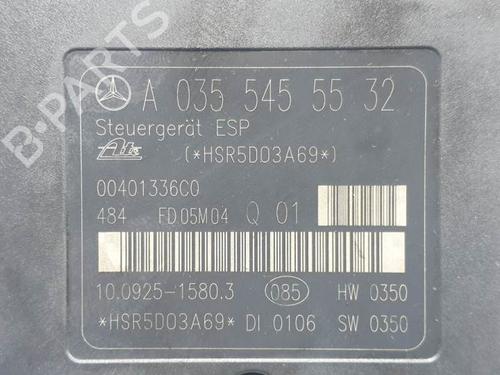 B-PARTS
A 035 545 55 32
Steuergerät ESP
Ate (*HSR5D03A69*)
00401336C0
484 FD05M04 Q 01
10.0925-1580.3 085 HW 0350
*HSR5D03A69* DI 0106 SW 0350